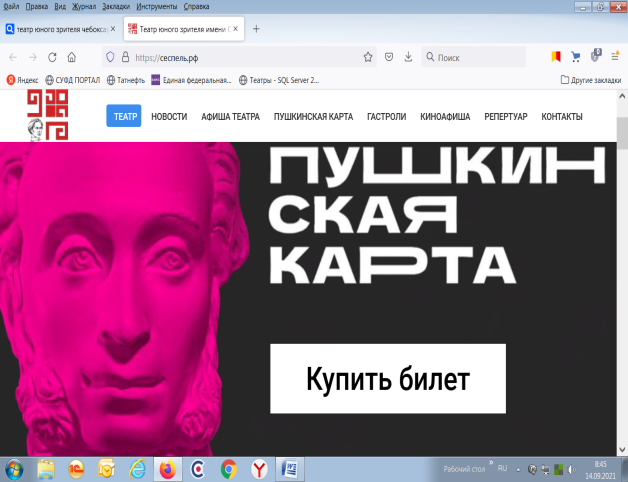 Файл Правка Вид Журнал Закладки Инструменты Справка
театр юного зрителя чебоксар
Театр юного зрителя имени С
https://сеспель.рф
Поиск
Яндекс СУФД ПОРТАЛ Татнефть Единая федеральная... Театры - SQL Server 2... Другие закладки
ТЕАТР НОВОСТИ АФИША ТЕАТРА ПУШКИНСКАЯ КАРТА ГАСТРОЛИ КИНОАФИША РЕПЕРТУАР КОНТАКТЫ
ПУШКИН
СКАЯ
КАРТА
Купить билет
Рабочий стол » RU 8:45
14.09.2021